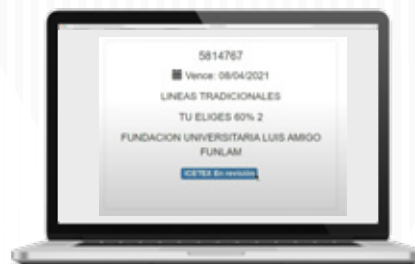 5814767
Vence: 08/04/2021
LINEAS TRADICIONALES
TU ELIGES 60% 2
FUNDACION UNIVERSITARIA LUIS AMIGO
FUNLAM
ICETEX En revisión